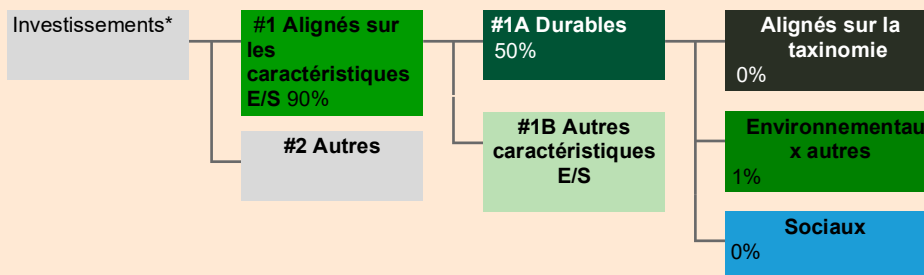 Investissements*
#1 Alignés sur
les
caractéristiques
E/S 90%
#2 Autres
#1A Durables
50%
#1B Autres
caractéristiques
E/S
Alignés sur la
taxinomie
0%
Environnementau
x autres
1%
Sociaux
0%